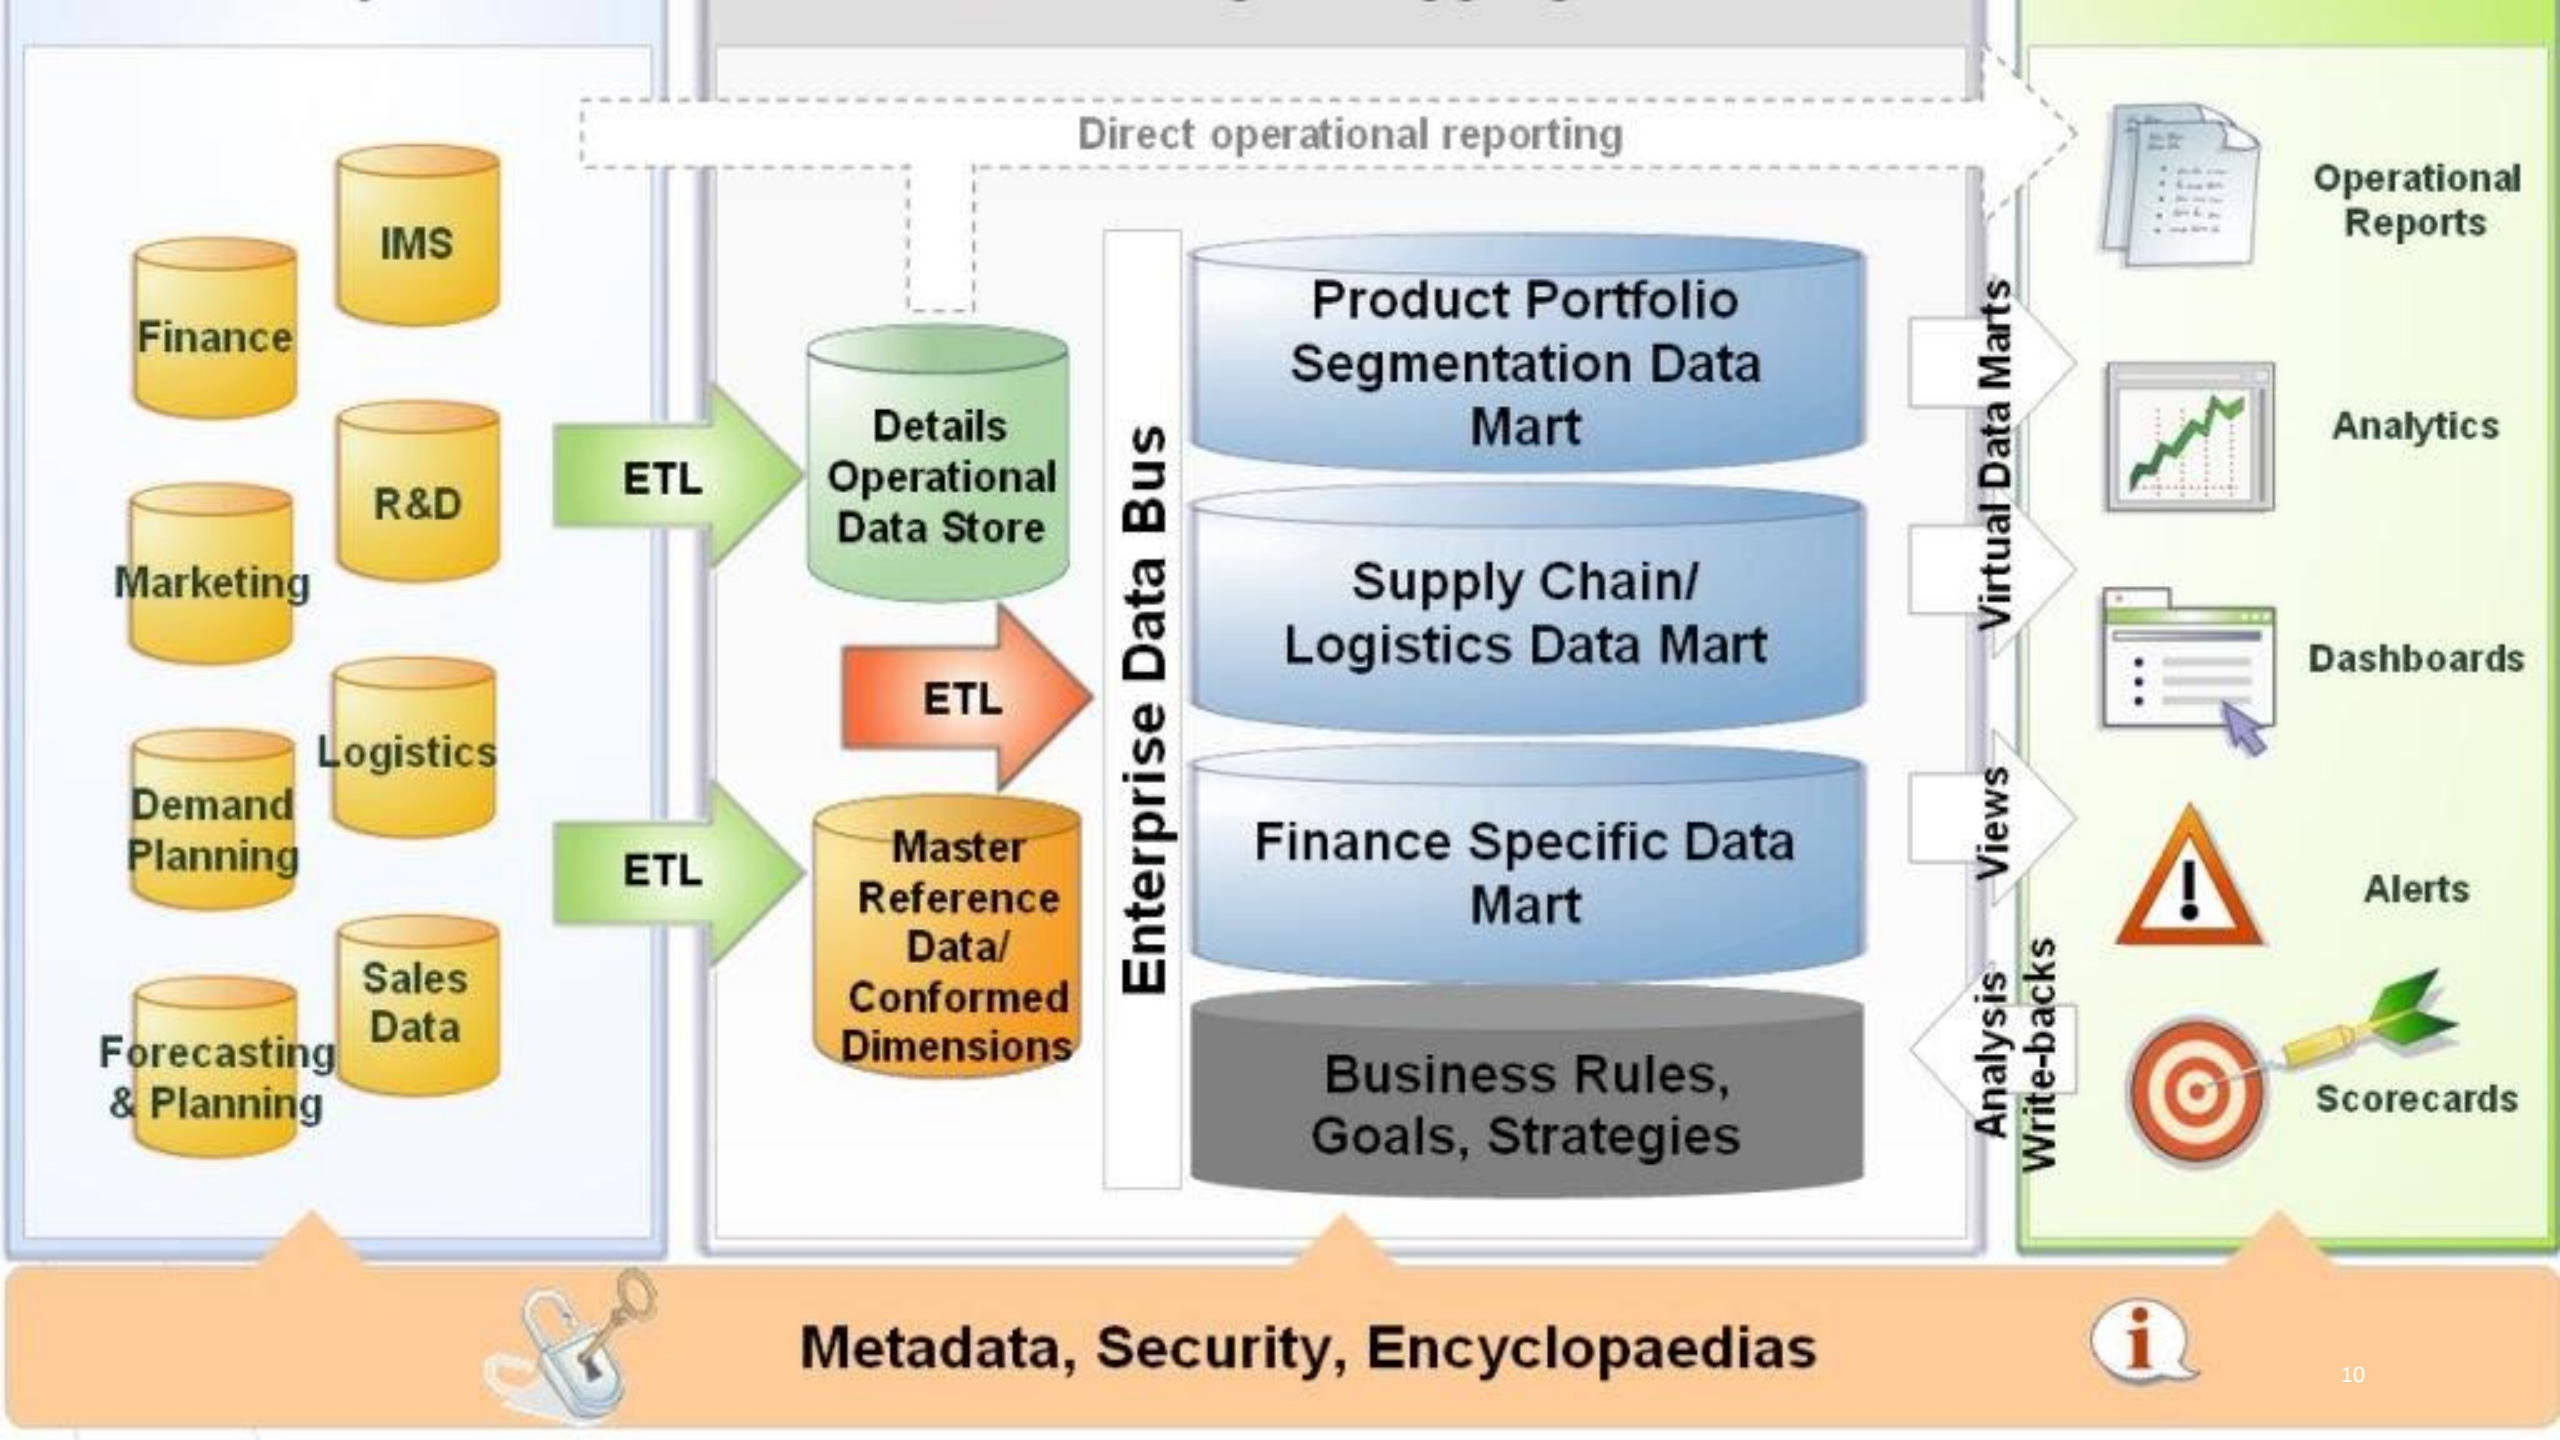 Direct operational reporting
IMS
Finance
R&D
Marketing
Logistics
Demand
Planning
Sales
Data
Forecasting
& Planning
ETL
ETL
Details
Operational
Data Store
ETL
Master
Reference
Data/
Conformed
Dimensions
Enterprise Data Bus
Product Portfolio
Segmentation Data
Mart
Supply Chain/
Logistics Data Mart
Finance Specific Data
Mart
Business Rules,
Goals, Strategies
Virtual Data Marts
Views
Analysis
Write-backs
Operational
Reports
Analytics
Dashboards
Alerts
Scorecards
Metadata, Security, Encyclopaedias
i
10